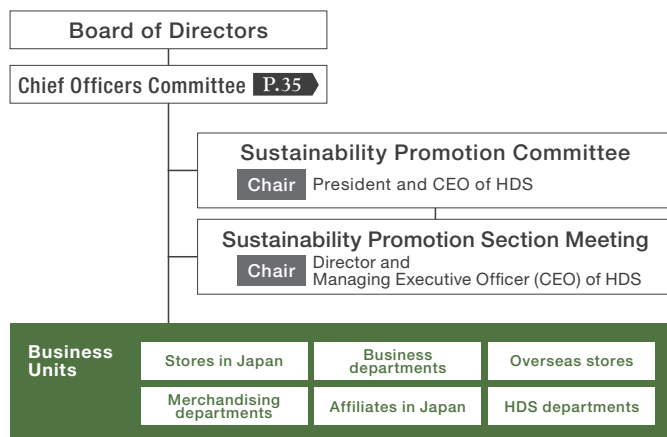 Board of Directors
Chief Officers Committee P.35
Sustainability Promotion Committee
Chair President and CEO of HDS
Sustainability Promotion Section Meeting
Chair Director and
Managing Executive Officer (CEO) of HDS
Business
Units
Stores in Japan
Business
departments
Overseas stores
Merchandising
departments
Affiliates in Japan
HDS departments